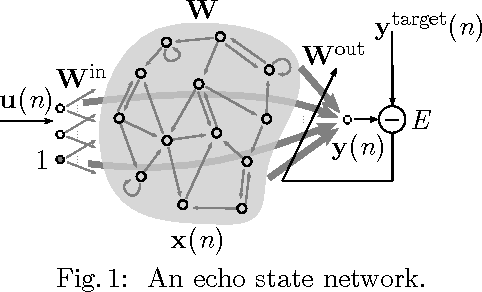 W
y^target(n)
W^in
W^out
u(n)
1
− E
y(n)
x(n)
Fig. 1: An echo state network.